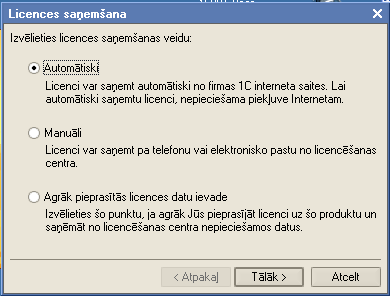 Licences saņemšana
Izvēlieties licences saņemšanas veidu:
Automātiski
Licenci var saņemt automātiski no firmas 1C interneta saites. Lai
automātiski saņemtu licenci, nepieciešama piekļuve Internetam.
Manuāli
Licenci var saņemt pa telefonu vai elektronisko pastu no licencēšanas
centra.
Agrāk pieprasītās licences datu ievade
Izvēlieties šo punktu, ja agrāk Jūs pieprasījāt licenci uz šo produktu un
saņēmāt no licencēšanas centra nepieciešamos datus.
< Atpakaļ
Tālāk >
Atcelt